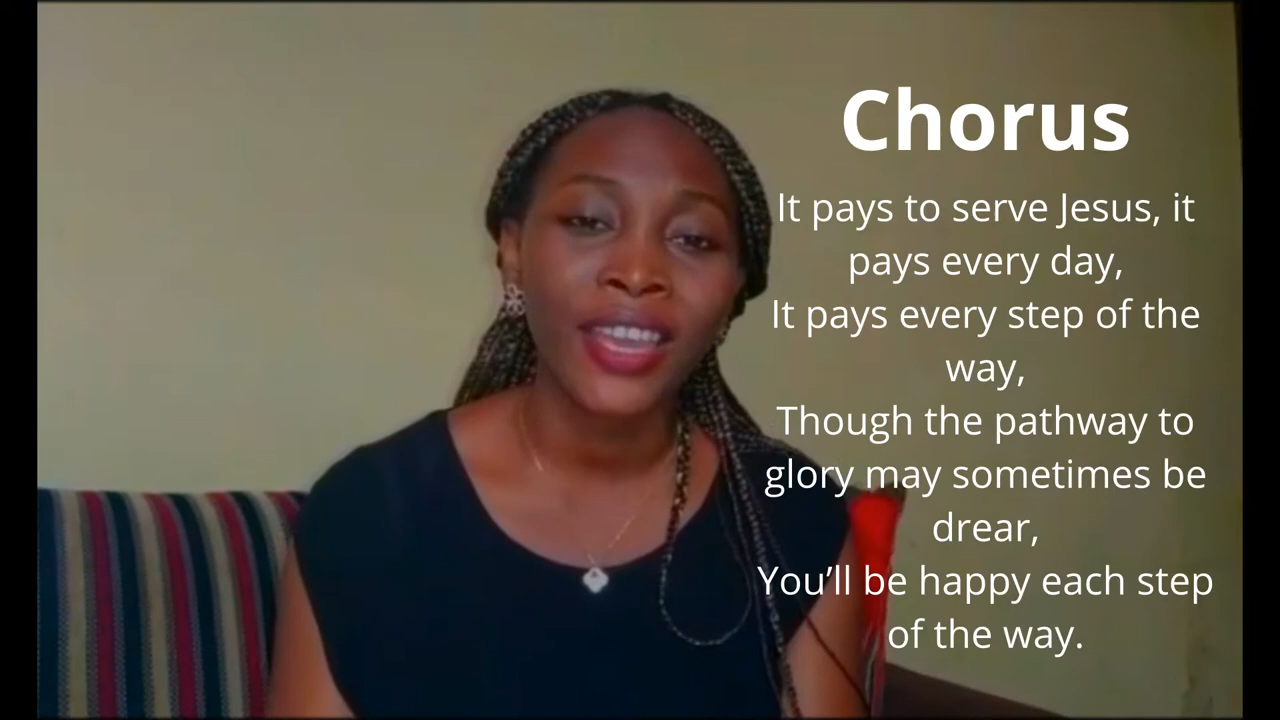 Chorus
It pays to serve Jesus, it
pays every day,
It pays every step of the
way,
Though the pathway to
glory may sometimes be
drear,
You’ll be happy each step
of the way.